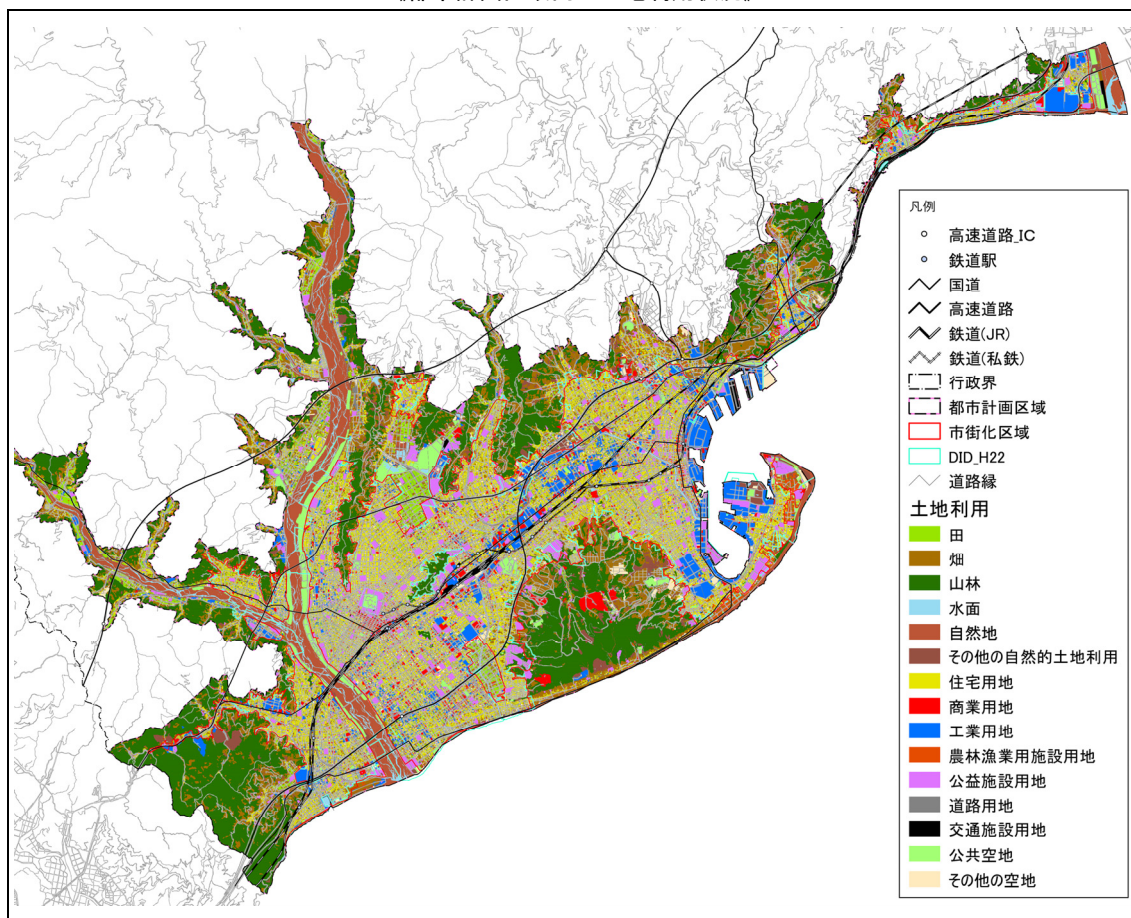 凡例
高速道路_IC
鉄道駅
国道
高速道路
鉄道(JR)
鉄道(私鉄)
行政界
都市計画区域
市街化区域
DID_H22
道路縁
土地利用
田
畑
山林
水面
自然地
その他の自然的土地利用
住宅用地
商業用地
工業用地
農林漁業用施設用地
公益施設用地
道路用地
交通施設用地
公共空地
その他の空地